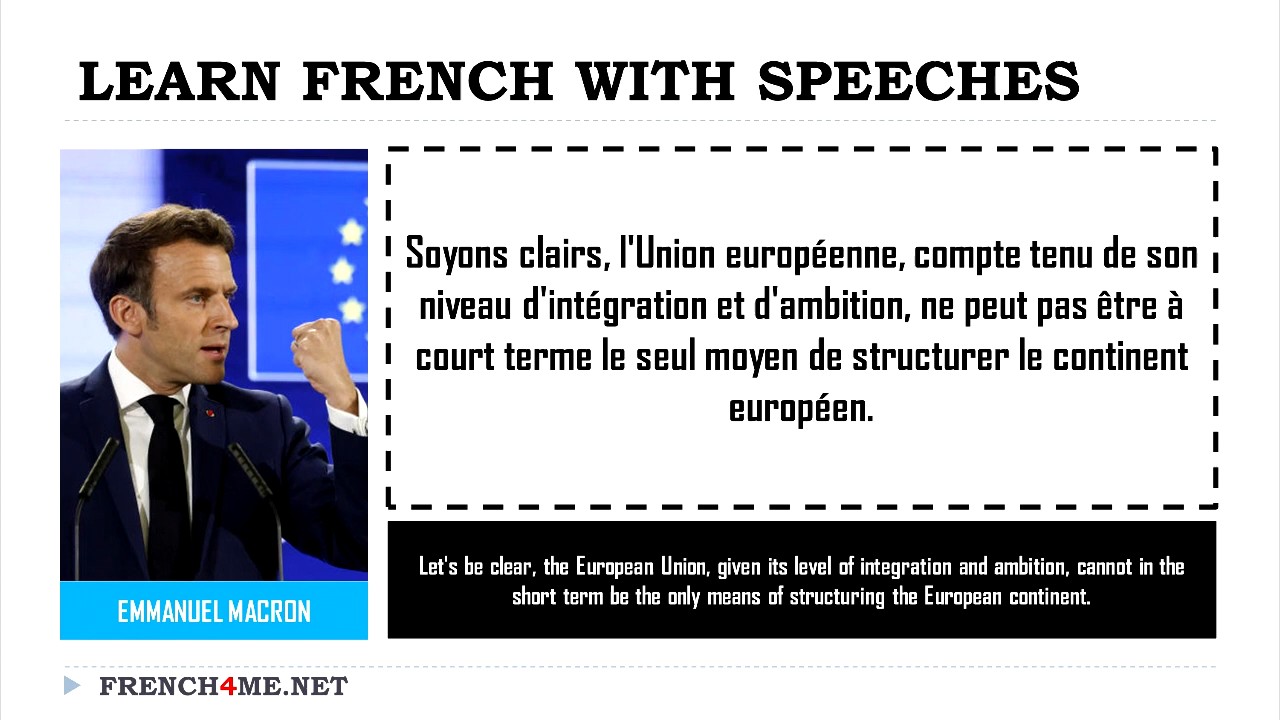 LEARN FRENCH WITH SPEECHES
Soyons clairs, l'Union européenne, compte tenu de son
niveau d'intégration et d'ambition, ne peut pas être à
court terme le seul moyen de structurer le continent
européen.
Let's be clear, the European Union, given its level of integration and ambition, cannot in the
short term be the only means of structuring the European continent.
EMMANUEL MACRON
FRENCH4ME.NET